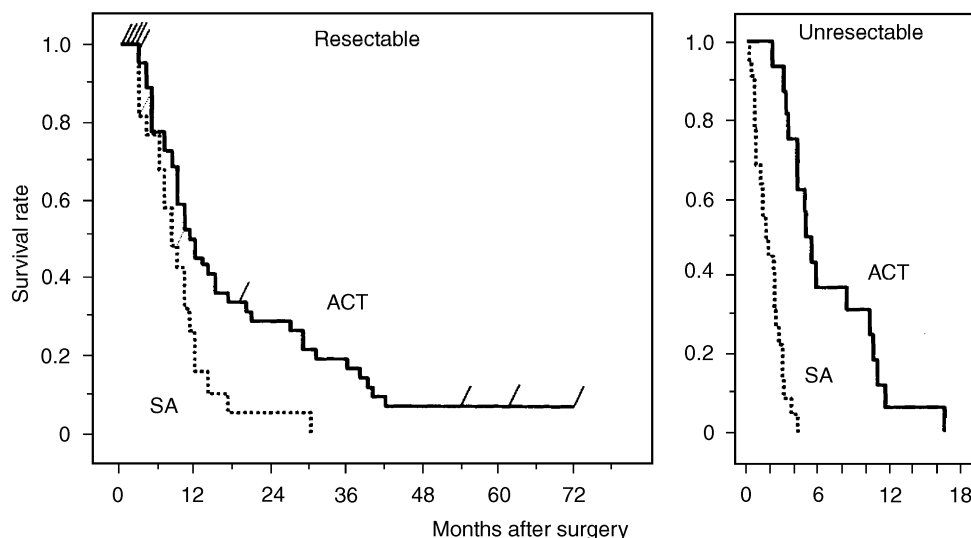 Resectable
Unresectable
Survival rate
1.0
0.8
0.6
0.4
0.2
0
ACT
SA
0 12 24 36 48 60 72
1.0
0.8
0.6
0.4
0.2
0
ACT
SA
0 6 12 18
Months after surgery